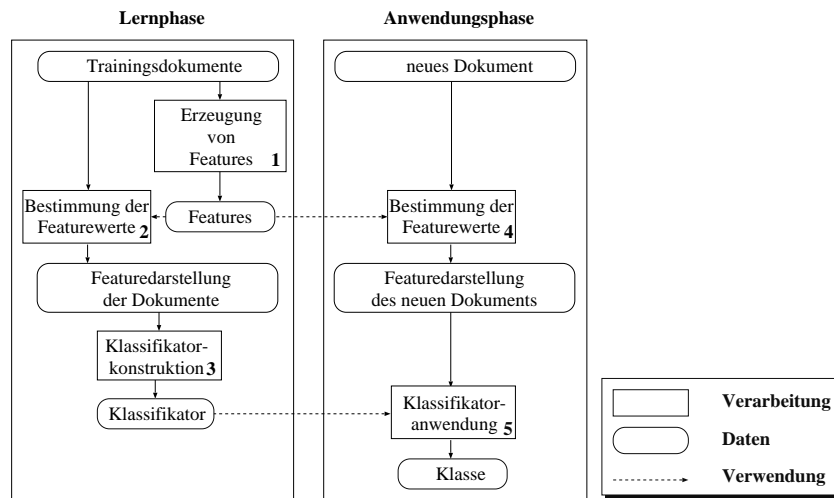 Lernphase
Trainingsdokumente
Erzeugung
von
Features 1
Bestimmung der
Featurewerte 2
Features
Featuredarstellung
der Dokumente
Klassifikator-
konstruktion 3
Klassifikator
Anwendungsphase
neues Dokument
Bestimmung der
Featurewerte 4
Featuredarstellung
des neuen Dokuments
Klassifikator-
anwendung 5
Klasse
Verarbeitung
Daten
Verwendung